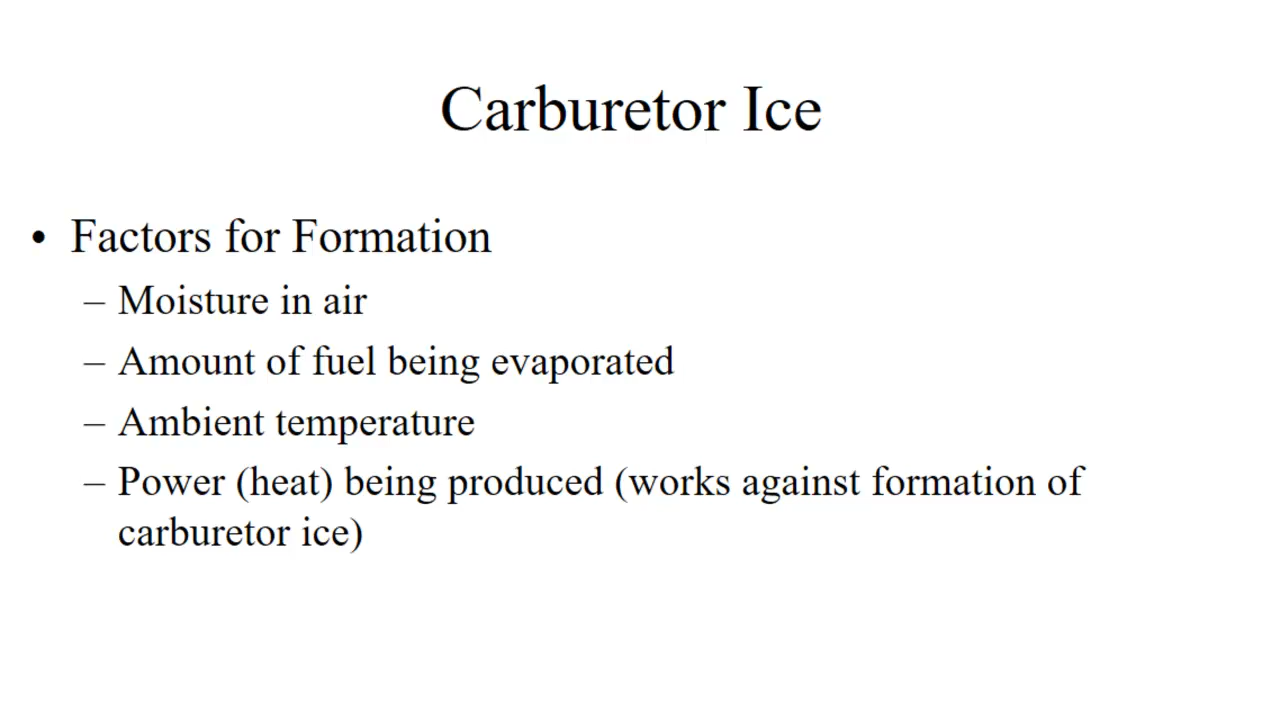 Carburetor Ice
• Factors for Formation
– Moisture in air
– Amount of fuel being evaporated
– Ambient temperature
– Power (heat) being produced (works against formation of
carburetor ice)